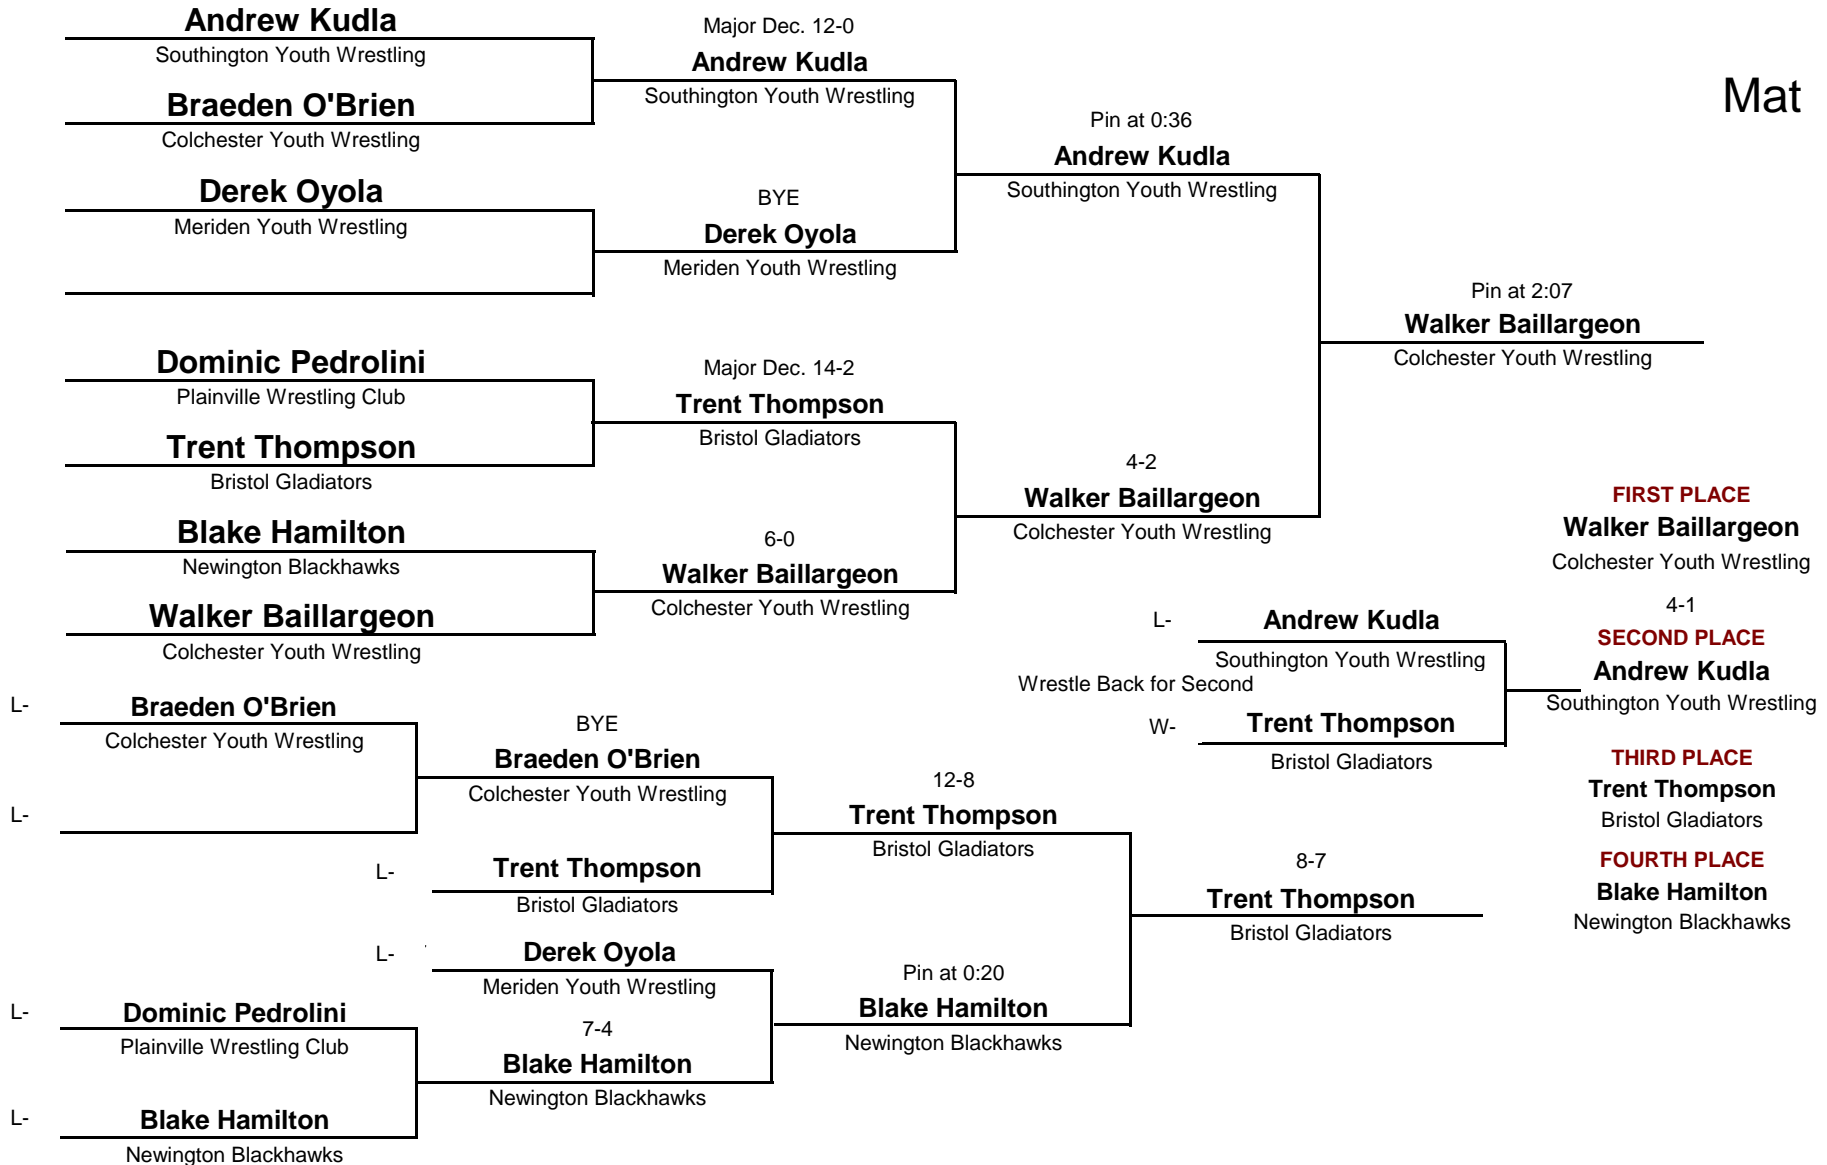 Andrew Kudla
Southington Youth Wrestling
Braeden O'Brien
Colchester Youth Wrestling
Derek Oyola
Meriden Youth Wrestling
Dominic Pedrolini
Plainville Wrestling Club
Trent Thompson
Bristol Gladiators
Blake Hamilton
Newington Blackhawks
Walker Baillargeon
Colchester Youth Wrestling
Major Dec. 12-0
Andrew Kudla
Southington Youth Wrestling
BYE
Derek Oyola
Meriden Youth Wrestling
Major Dec. 14-2
Trent Thompson
Bristol Gladiators
6-0
Walker Baillargeon
Colchester Youth Wrestling
Pin at 0:36
Andrew Kudla
Southington Youth Wrestling
4-2
Walker Baillargeon
Colchester Youth Wrestling
Mat
Pin at 2:07
Walker Baillargeon
Colchester Youth Wrestling
L-
Braeden O'Brien
Colchester Youth Wrestling
L-
L-
Dominic Pedrolini
Plainville Wrestling Club
L-
Blake Hamilton
Newington Blackhawks
BYE
Braeden O'Brien
Colchester Youth Wrestling
L-
Trent Thompson
Bristol Gladiators
L-
Derek Oyola
Meriden Youth Wrestling
7-4
Blake Hamilton
Newington Blackhawks
12-8
Trent Thompson
Bristol Gladiators
Pin at 0:20
Blake Hamilton
Newington Blackhawks
8-7
Trent Thompson
Bristol Gladiators
L-
Andrew Kudla
Southington Youth Wrestling
Wrestle Back for Second
W-
Trent Thompson
Bristol Gladiators
FIRST PLACE
Walker Baillargeon
Colchester Youth Wrestling
4-1
SECOND PLACE
Andrew Kudla
Southington Youth Wrestling
THIRD PLACE
Trent Thompson
Bristol Gladiators
FOURTH PLACE
Blake Hamilton
Newington Blackhawks